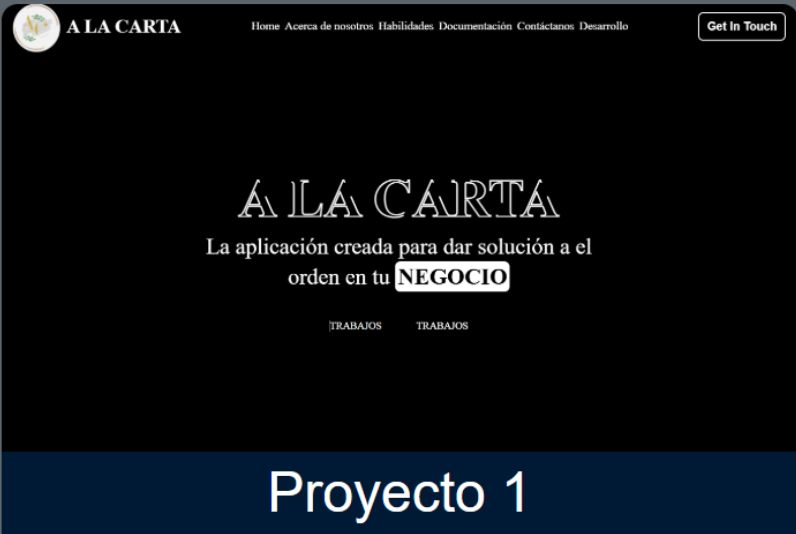 A LA CARTA
Home Acerca de nosotros Habilidades Documentación Contáctanos Desarrollo
Get In Touch
A LA CARTA
La aplicación creada para dar solución a el
orden en tu NEGOCIO
TRABAJOS TRABAJOS
Proyecto 1